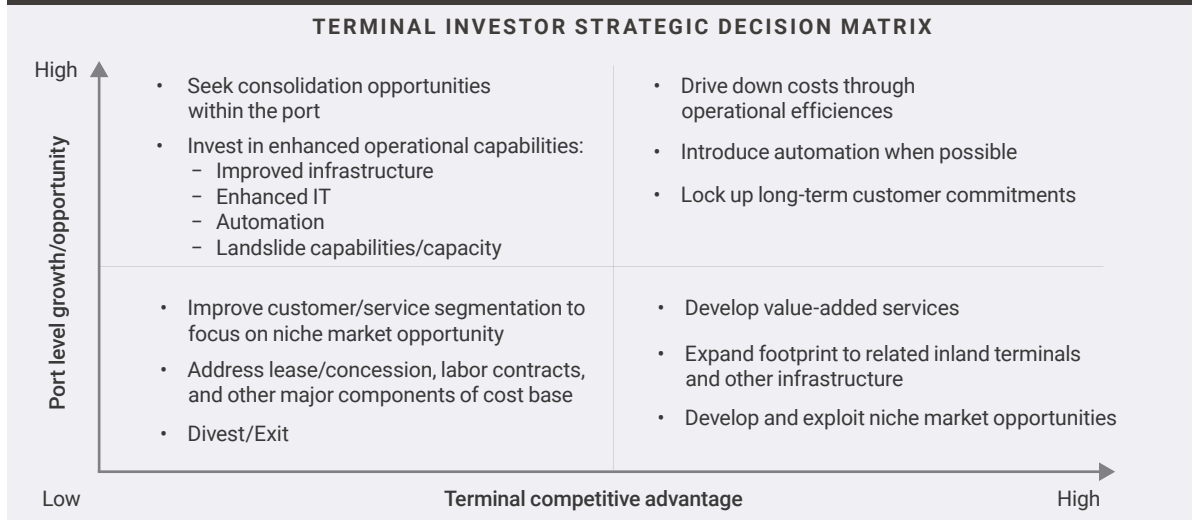 TERMINAL INVESTOR STRATEGIC DECISION MATRIX
High
Port level growth/opportunity
• Seek consolidation opportunities
within the port
• Invest in enhanced operational capabilities:
– Improved infrastructure
– Enhanced IT
– Automation
– Landslide capabilities/capacity
• Drive down costs through
operational efficiences
• Introduce automation when possible
• Lock up long-term customer commitments
• Improve customer/service segmentation to
focus on niche market opportunity
• Address lease/concession, labor contracts,
and other major components of cost base
• Divest/Exit
• Develop value-added services
• Expand footprint to related inland terminals
and other infrastructure
• Develop and exploit niche market opportunities
Low
Terminal competitive advantage
High